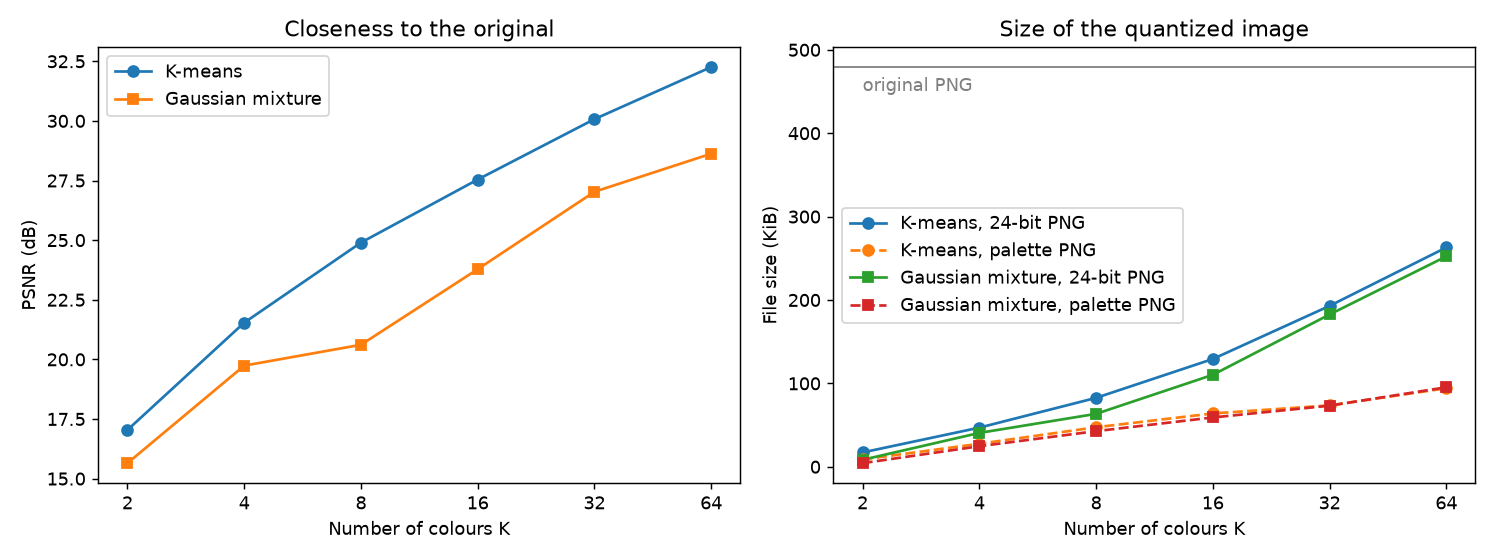 Closeness to the original
32.5
30.0
27.5
25.0
22.5
20.0
17.5
15.0
PSNR (dB)
K-means
Gaussian mixture
2 4 8 16 32 64
Number of colours K
Size of the quantized image
500
400
300
200
100
0
File size (KiB)
original PNG
K-means, 24-bit PNG
K-means, palette PNG
Gaussian mixture, 24-bit PNG
Gaussian mixture, palette PNG
2 4 8 16 32 64
Number of colours K